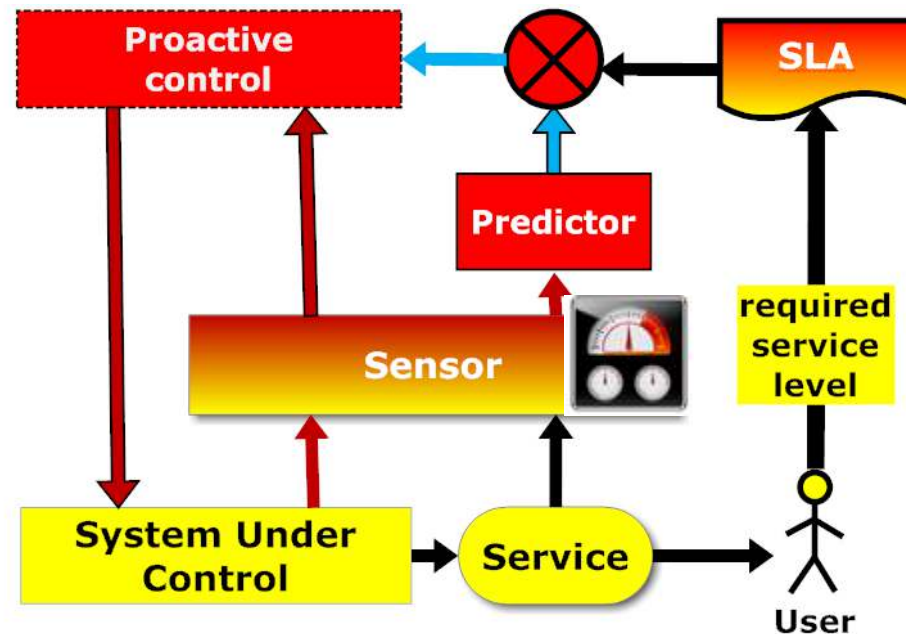 Proactive
control
SLA
Predictor
required
service
level
Sensor
System Under
Control
Service
User